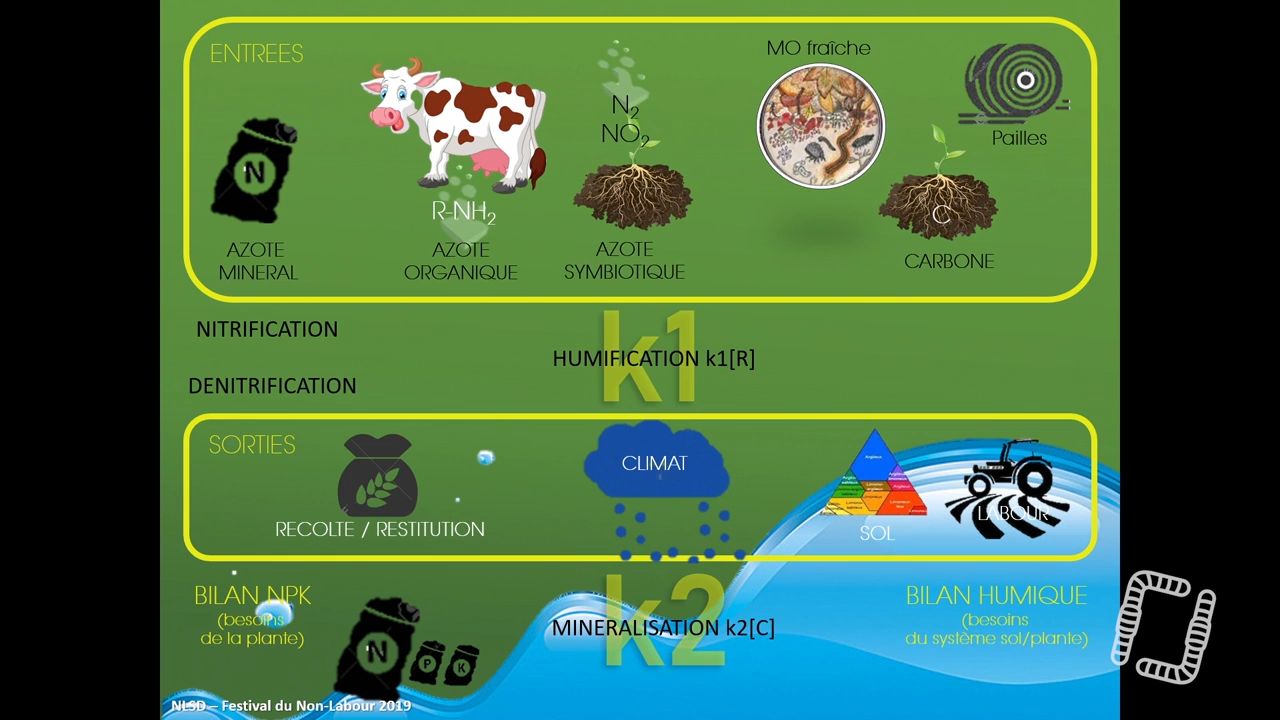 ENTREES
MO fraîche
N2
NO2
Pailles
N
R-NH2
C
AZOTE
MINERAL
AZOTE
ORGANIQUE
AZOTE
SYMBIOTIQUE
CARBONE
NITRIFICATION
k1
HUMIFICATION k1[R]
DENITRIFICATION
SORTIES
CLIMAT
RECOLTE / RESTITUTION
SOL
LABOUR
BILAN NPK
(besoins
de la plante)
N
P
K
k2
MINERALISATION k2[C]
BILAN HUMIQUE
(besoins
du système sol/plante)
NLSD – Festival du Non-Labour 2019